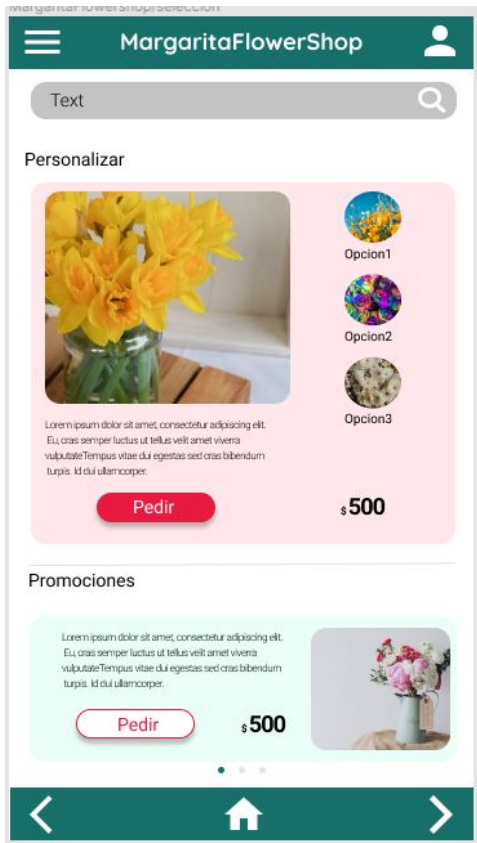 MargaritaFlowershop/seleccion
MargaritaFlowerShop
Text
Personalizar
Opcion1
Opcion2
Opcion3
Lorem ipsum dolor sit amet, consectetur adipiscing elit.
Eu, cras semper luctus ut tellus velit amet viverra
vulputateTempus vitae dui egestas sed cras bibendum
turpis. Id dui ullamcorper.
Pedir
$500
Promociones
Lorem ipsum dolor sit amet, consectetur adipiscing elit.
Eu, cras semper luctus ut tellus velit amet viverra
vulputateTempus vitae dui egestas sed cras bibendum
turpis. Id dui ullamcorper.
Pedir
$500